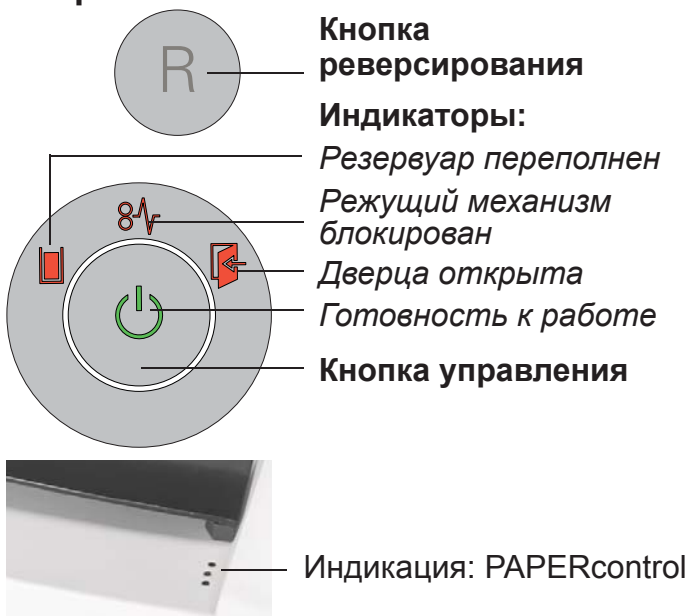 Кнопка
реверсирования
R
Индикаторы:
Резервуар переполнен
Режущий механизм
блокирован
Дверца открыта
Готовность к работе
Кнопка управления
Индикация: PAPERcontrol